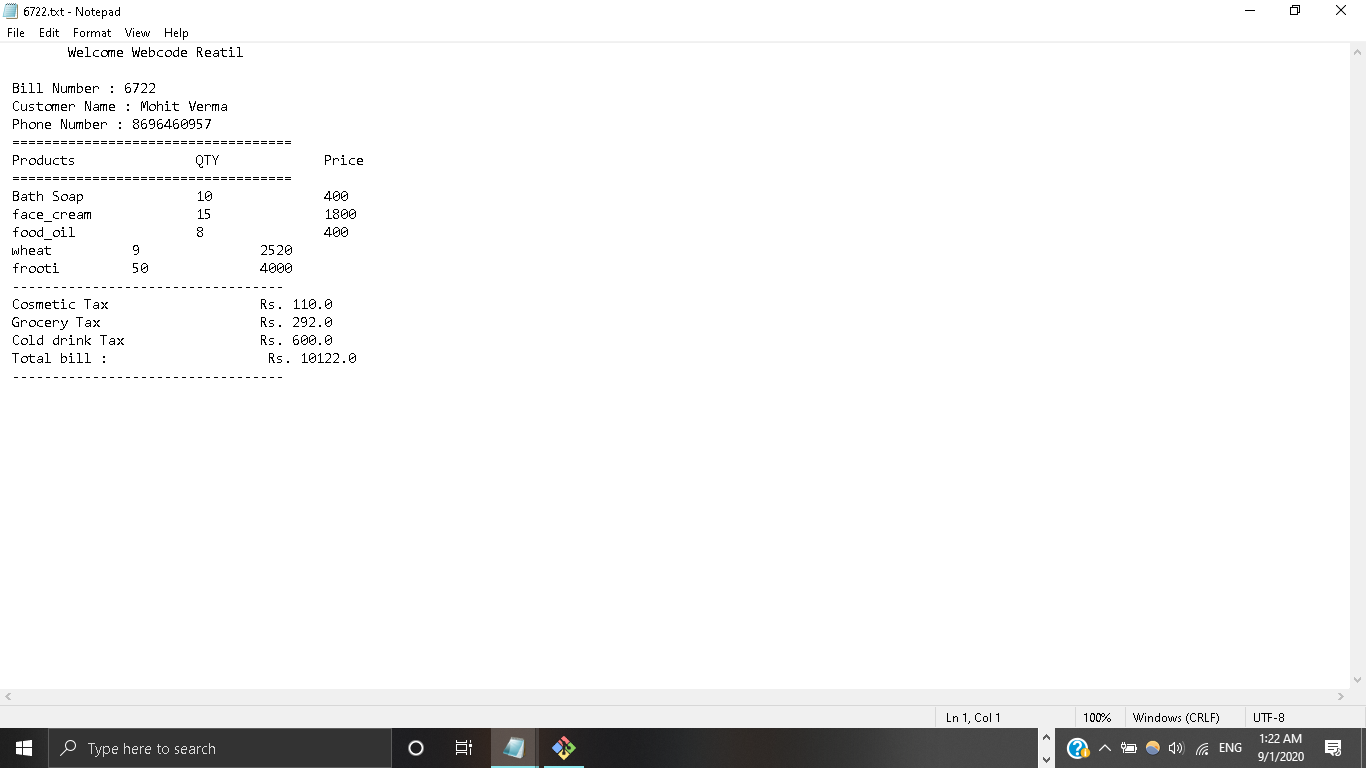 6722.txt - Notepad
File Edit Format View Help
Welcome Webcode Reatil
Bill Number : 6722
Customer Name : Mohit Verma
Phone Number : 8696460957
===================================
Products QTY Price
===================================
Bath Soap 10 400
face_cream 15 1800
food_oil 8 400
wheat 9 2520
frooti 50 4000
----------------------------------
Cosmetic Tax Rs. 110.0
Grocery Tax Rs. 292.0
Cold drink Tax Rs. 600.0
Total bill : Rs. 10122.0
----------------------------------
Ln 1, Col 1 100% Windows (CRLF) UTF-8
Type here to search
ENG
1:22 AM
9/1/2020